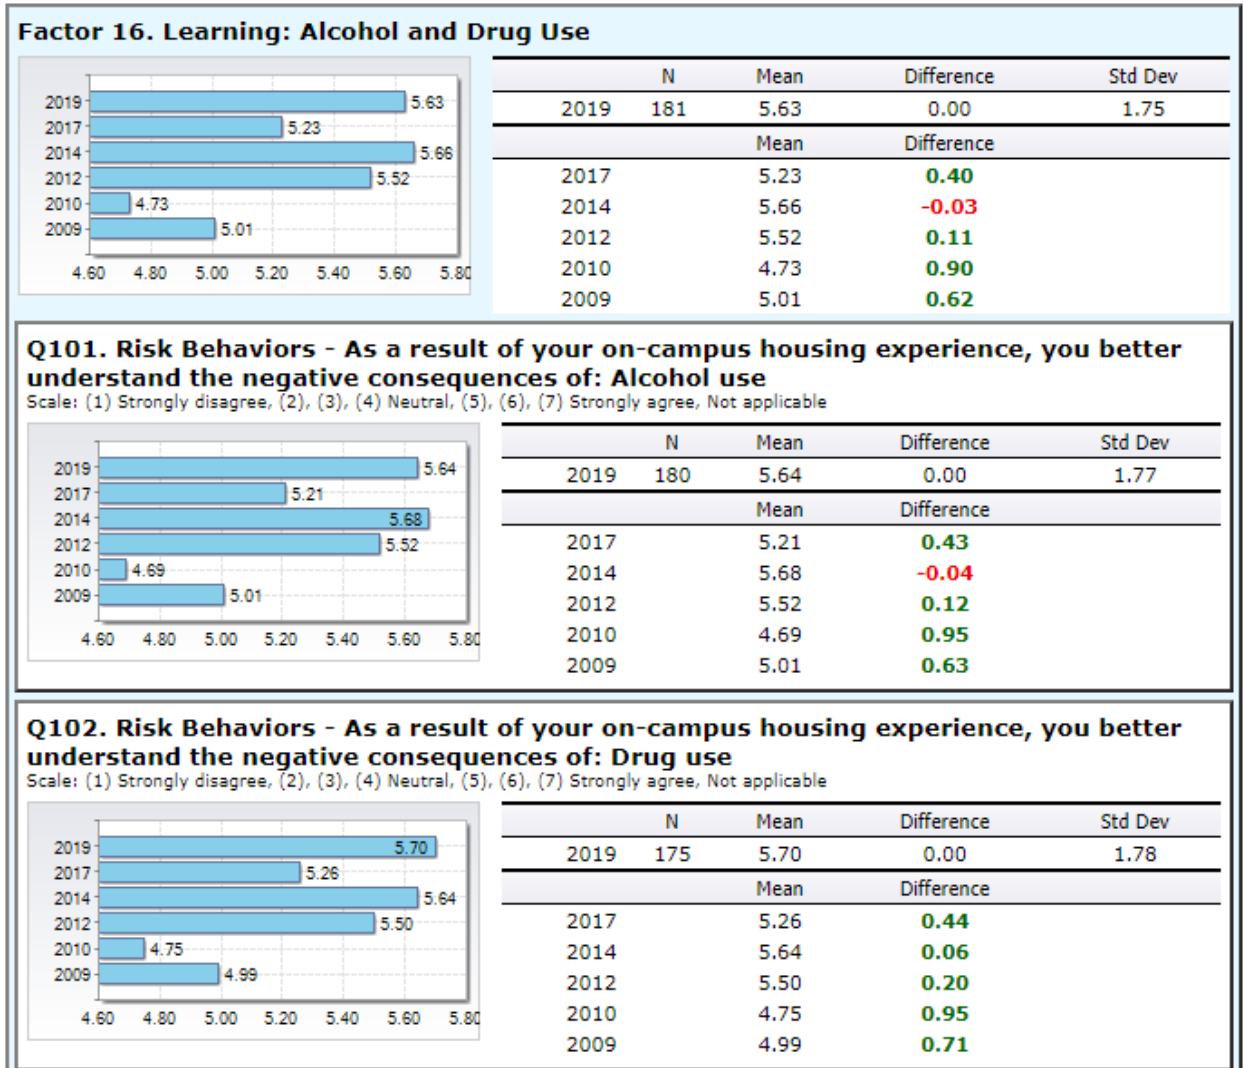 Factor 16. Learning: Alcohol and Drug Use
2019 5.63
2017 5.23
2014 5.66
2012 5.52
2010 4.73
2009 5.01
4.60 4.80 5.00 5.20 5.40 5.60 5.80
N Mean Difference Std Dev
2019 181 5.63 0.00 1.75
Mean Difference
2017 5.23 0.40
2014 5.66 -0.03
2012 5.52 0.11
2010 4.73 0.90
2009 5.01 0.62
Q101. Risk Behaviors - As a result of your on-campus housing experience, you better
understand the negative consequences of: Alcohol use
Scale: (1) Strongly disagree, (2), (3), (4) Neutral, (5), (6), (7) Strongly agree, Not applicable
2019 5.64
2017 5.21
2014 5.68
2012 5.52
2010 4.69
2009 5.01
4.60 4.80 5.00 5.20 5.40 5.60 5.80
N Mean Difference Std Dev
2019 180 5.64 0.00 1.77
Mean Difference
2017 5.21 0.43
2014 5.68 -0.04
2012 5.52 0.12
2010 4.69 0.95
2009 5.01 0.63
Q102. Risk Behaviors - As a result of your on-campus housing experience, you better
understand the negative consequences of: Drug use
Scale: (1) Strongly disagree, (2), (3), (4) Neutral, (5), (6), (7) Strongly agree, Not applicable
2019 5.70
2017 5.26
2014 5.64
2012 5.50
2010 4.75
2009 4.99
4.60 4.80 5.00 5.20 5.40 5.60 5.80
N Mean Difference Std Dev
2019 175 5.70 0.00 1.78
Mean Difference
2017 5.26 0.44
2014 5.64 0.06
2012 5.50 0.20
2010 4.75 0.95
2009 4.99 0.71